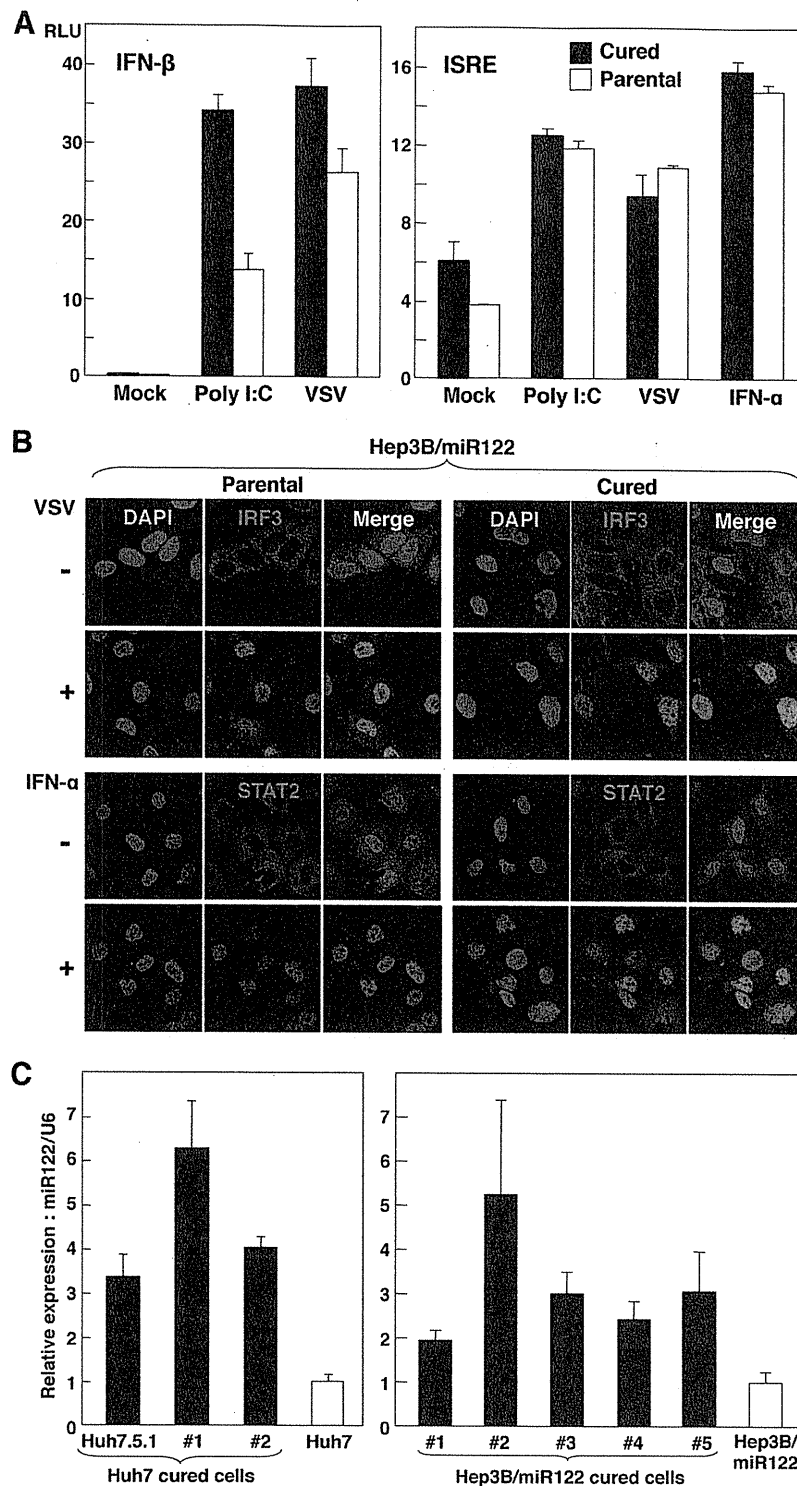 A
RLU
IFN-β
40
30
20
10
0
Mock Poly I:C VSV
ISRE
Cured
Parental
16
12
8
4
0
Mock Poly I:C VSV IFN-α
B
Hep3B/miR122
Parental Cured
VSV
DAPI IRF3 Merge DAPI IRF3 Merge
-
+
IFN-α
STAT2 STAT2
-
+
C
Relative expression : miR122/U6
7
6
5
4
3
2
1
0
Huh7.5.1 #1 #2 Huh7
Huh7 cured cells
7
6
5
4
3
2
1
0
#1 #2 #3 #4 #5 Hep3B/
miR122
Hep3B/miR122 cured cells